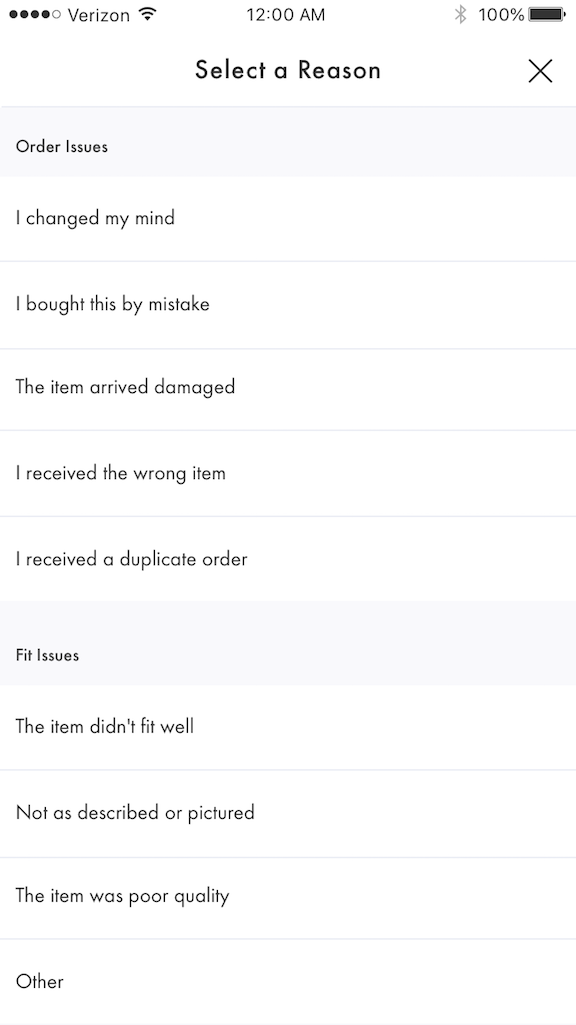 Verizon 12:00 AM 100%
Select a Reason
Order Issues
I changed my mind
I bought this by mistake
The item arrived damaged
I received the wrong item
I received a duplicate order
Fit Issues
The item didn't fit well
Not as described or pictured
The item was poor quality
Other